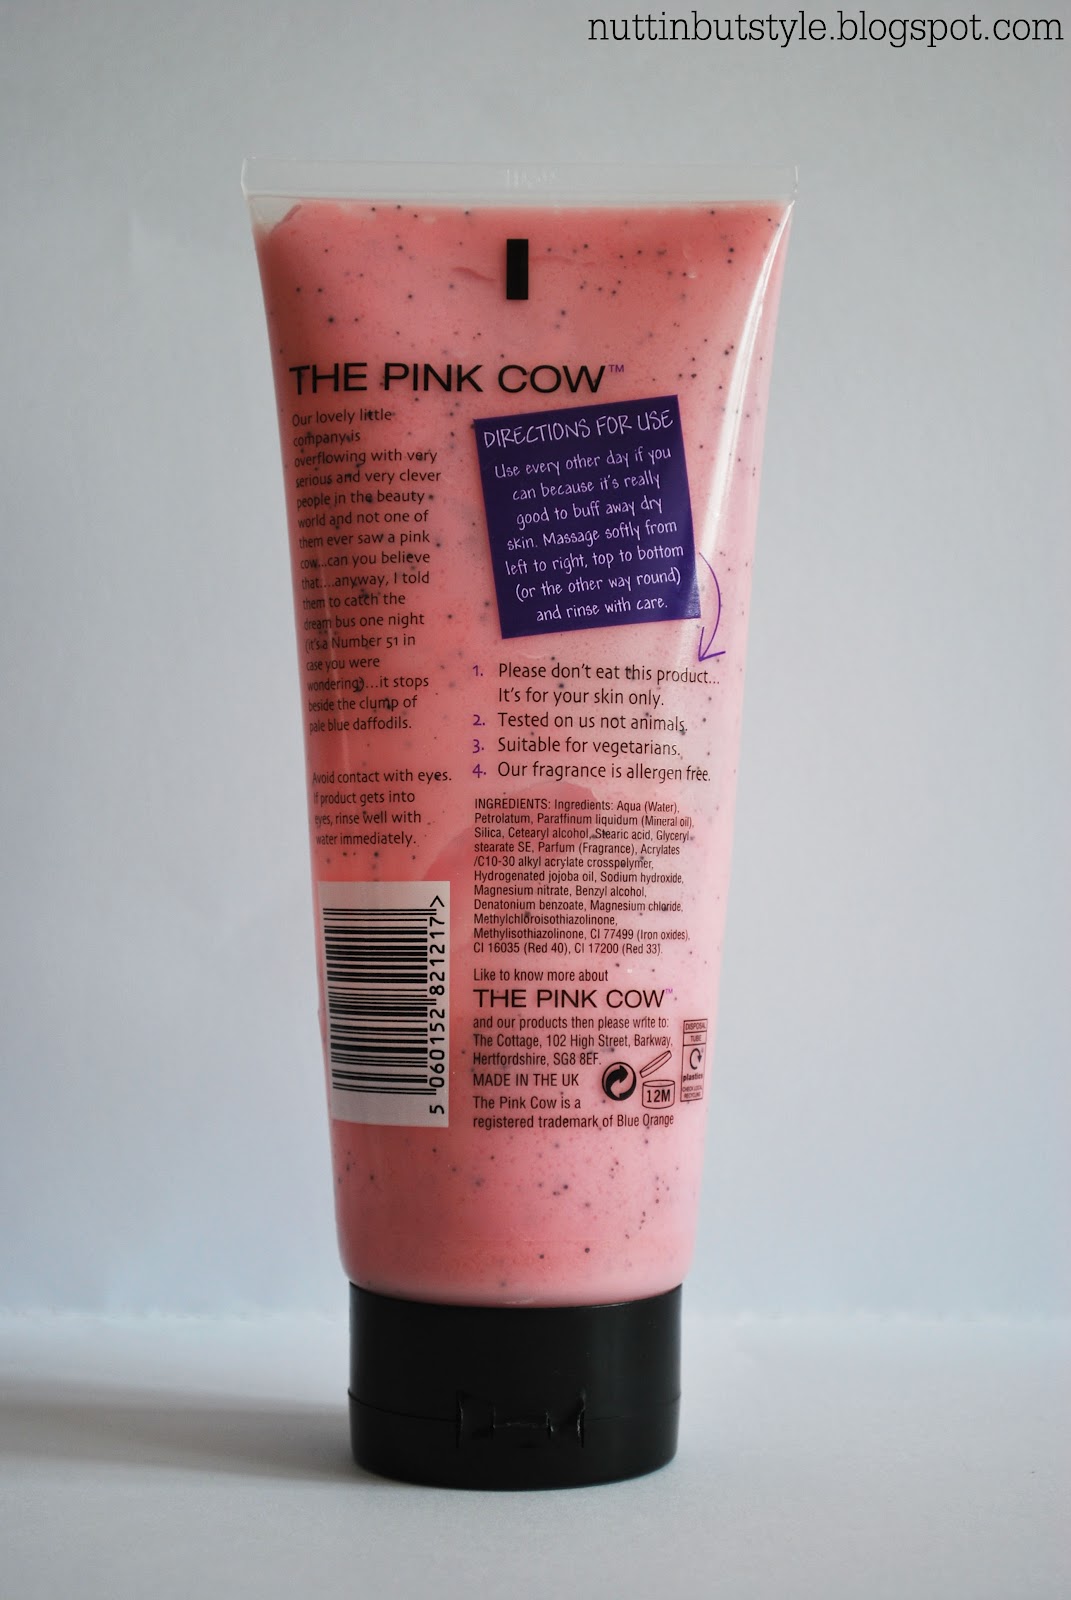 nuttinbutstyle.blogspot.com
THE PINK COW™
Our lovely little
company is
overflowing with very
serious and very clever
people in the beauty
world and not one of
them ever saw a pink
cow...can you believe
that....anyway, I told
them to catch the
dream bus one night
(it's a Number 51 in
case you were
wondering)...it stops
beside the clump of
pale blue daffodils.
Avoid contact with eyes.
If product gets into
eyes, rinse well with
water immediately.
5 060152 821217 >
DIRECTIONS FOR USE
Use every other day if you
can because it's really
good to buff away dry
skin. Massage softly from
left to right, top to bottom
(or the other way round)
and rinse with care.
1. Please don't eat this product...
It's for your skin only.
2. Tested on us not animals.
3. Suitable for vegetarians.
4. Our fragrance is allergen free.
INGREDIENTS: Ingredients: Aqua (Water),
Petrolatum, Paraffinum liquidum (Mineral oil),
Silica, Cetearyl alcohol, Stearic acid, Glyceryl
stearate SE, Parfum (Fragrance), Acrylates
/C10-30 alkyl acrylate crosspolymer,
Hydrogenated jojoba oil, Sodium hydroxide,
Magnesium nitrate, Benzyl alcohol,
Denatonium benzoate, Magnesium chloride,
Methylchloroisothiazolinone,
Methylisothiazolinone, CI 77499 (Iron oxides),
CI 16035 (Red 40), CI 17200 (Red 33).
Like to know more about
THE PINK COW™
and our products then please write to:
The Cottage, 102 High Street, Barkway,
Hertfordshire, SG8 8EF.
MADE IN THE UK
The Pink Cow is a
registered trademark of Blue Orange
12M
DISPOSAL
TUBE
plastics
CHECK LOCAL
RECYCLING